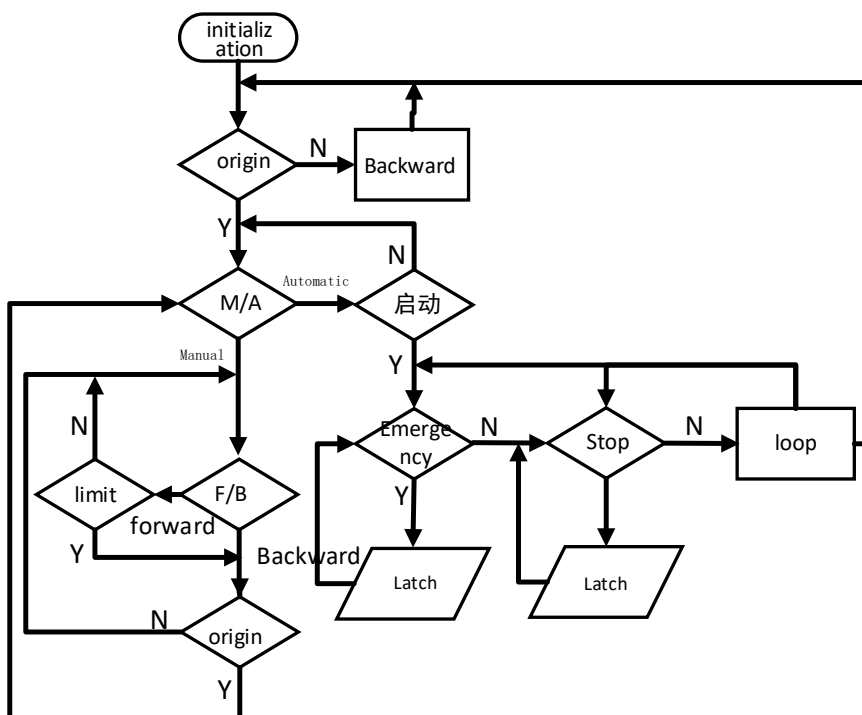 initializ
ation
origin
N
Backward
Y
N
M/A
Automatic
启动
Manual
Y
N
Emerge
ncy
N
Stop
N
loop
limit
F/B
Y
forward
Y
Backward
Latch
Latch
N
origin
Y